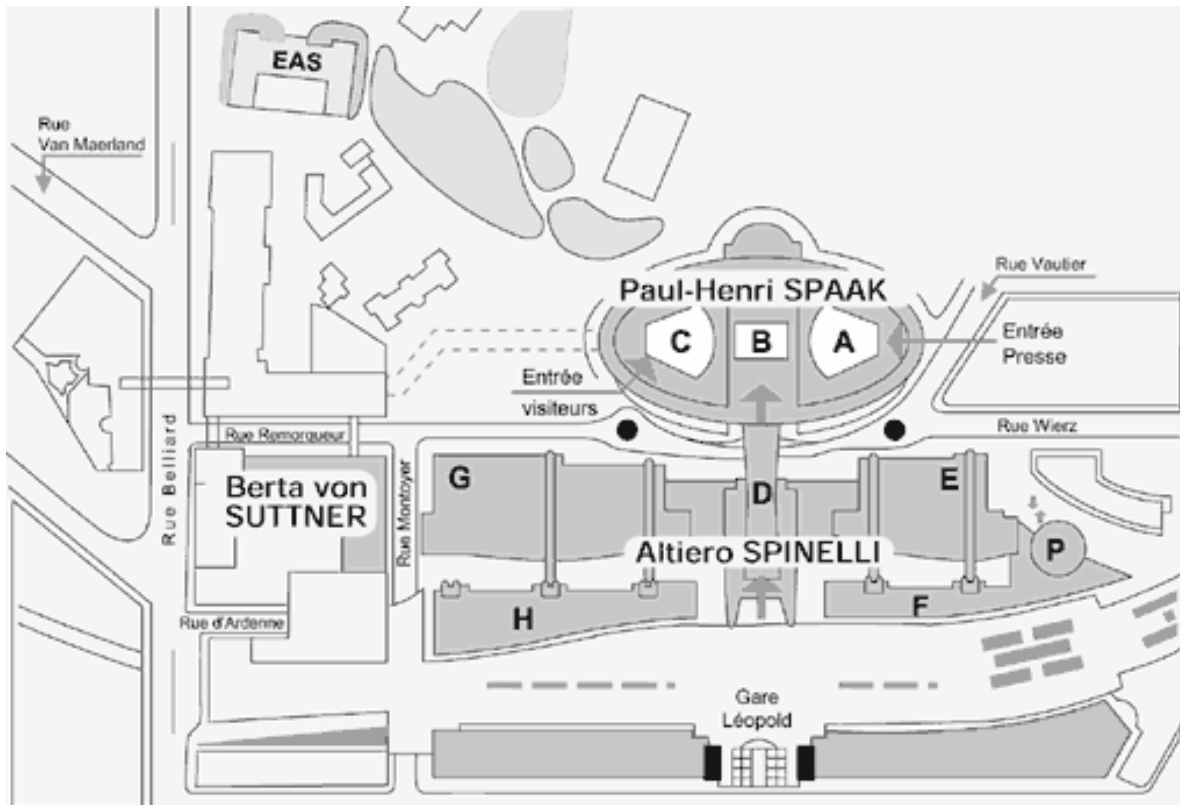 EAS
Rue
Van Maerland
Rue Vautier
Paul-Henri SPAAK
C
B
A
Entrée
Presse
Entrée
visiteurs
Rue Wierz
Rue Remorqueur
Rue Belliard
Berta von
SUTTNER
Rue Montoyer
G
D
E
Altiero SPINELLI
P
H
F
Rue d'Ardenne
Gare
Léopold